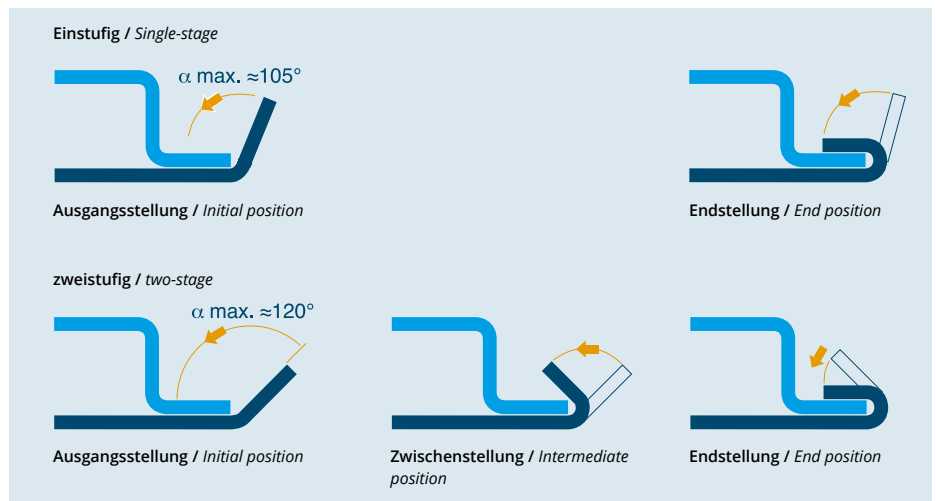 Einstufig / Single-stage
α max. ≈105°
Ausgangsstellung / Initial position
Endstellung / End position
zweistufig / two-stage
α max. ≈120°
Ausgangsstellung / Initial position
Zwischenstellung / Intermediate
position
Endstellung / End position